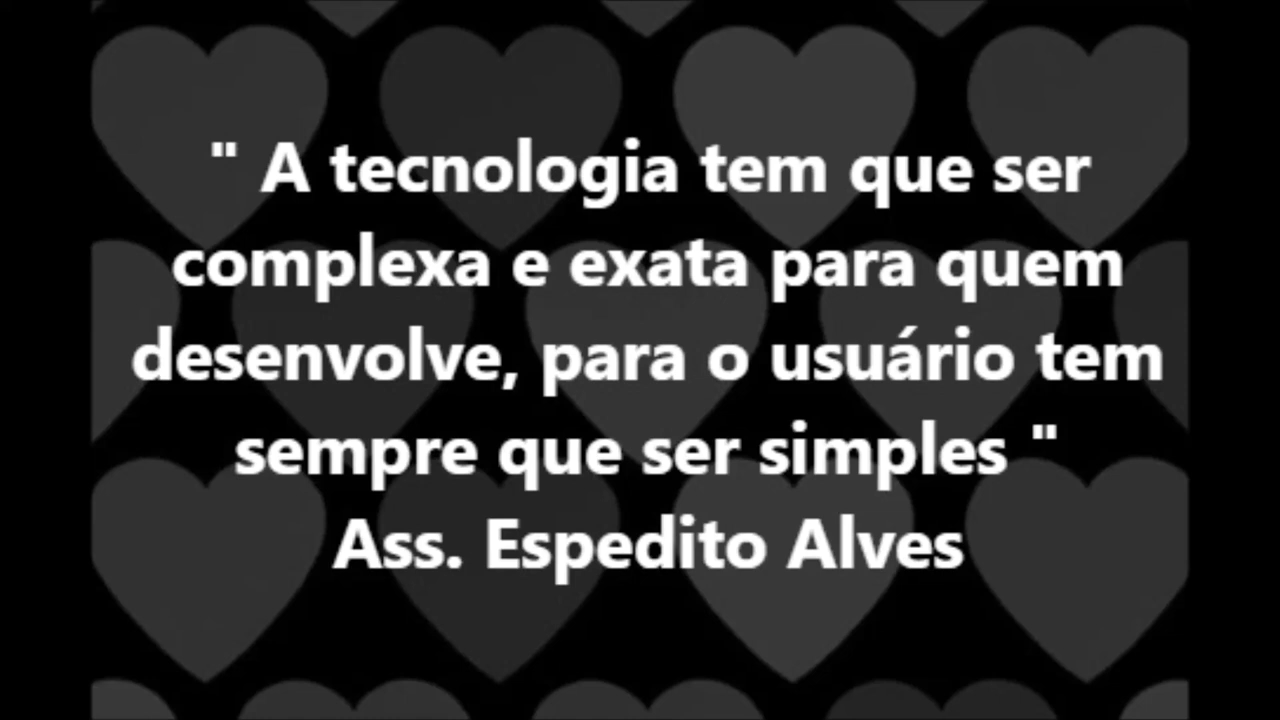 " A tecnologia tem que ser
complexa e exata para quem
desenvolve, para o usuário tem
sempre que ser simples "
Ass. Espedito Alves